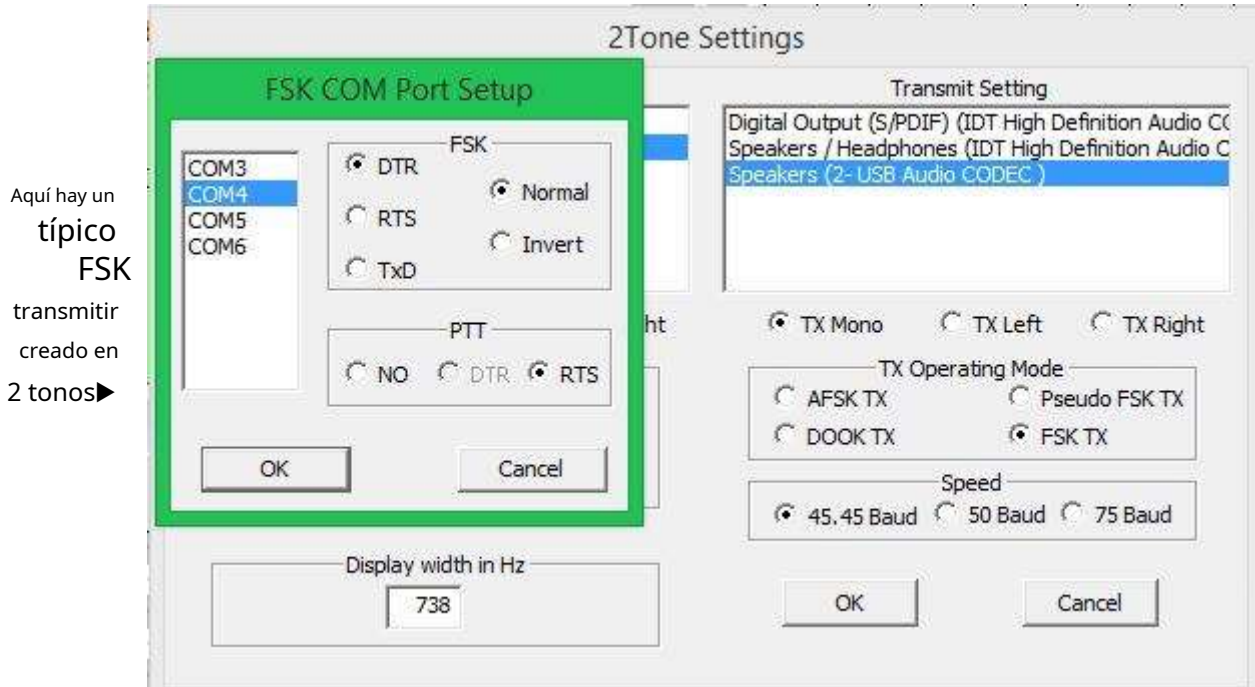 Aquí hay un
típico
FSK
transmitir
creado en
2 tonos▶
2Tone Settings
FSK COM Port Setup
COM3
COM4
COM5
COM6
FSK
DTR
RTS
TxD
Normal
Invert
PTT
NO DTR RTS
OK Cancel
ht
Transmit Setting
Digital Output (S/PDIF) (IDT High Definition Audio CO
Speakers / Headphones (IDT High Definition Audio C
Speakers (2- USB Audio CODEC )
TX Mono TX Left TX Right
TX Operating Mode
AFSK TX Pseudo FSK TX
DOOK TX FSK TX
Speed
45.45 Baud 50 Baud 75 Baud
Display width in Hz
738
OK Cancel